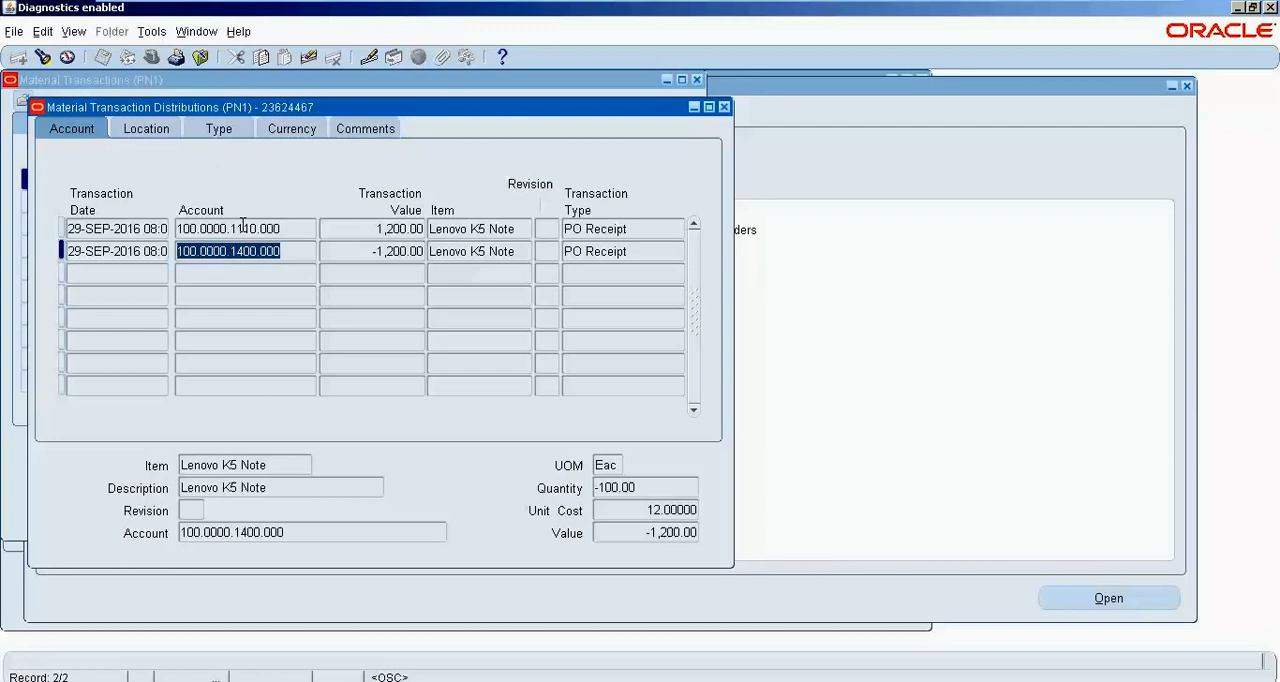 Diagnostics enabled
File Edit View Folder Tools Window Help
ORACLE
Material Transactions (PN1)
Material Transaction Distributions (PN1) - 23624467
Account Location Type Currency Comments
Transaction Date Account Transaction Value Item Revision Transaction Type
29-SEP-2016 08:0 100.0000.1140.000 1,200.00 Lenovo K5 Note PO Receipt
29-SEP-2016 08:0 100.0000.1400.000 -1,200.00 Lenovo K5 Note PO Receipt
ders
Item Lenovo K5 Note UOM Eac
Description Lenovo K5 Note Quantity -100.00
Revision Unit Cost 12.00000
Account 100.0000.1400.000 Value -1,200.00
Open
Record: 2/2 ... <OSC>